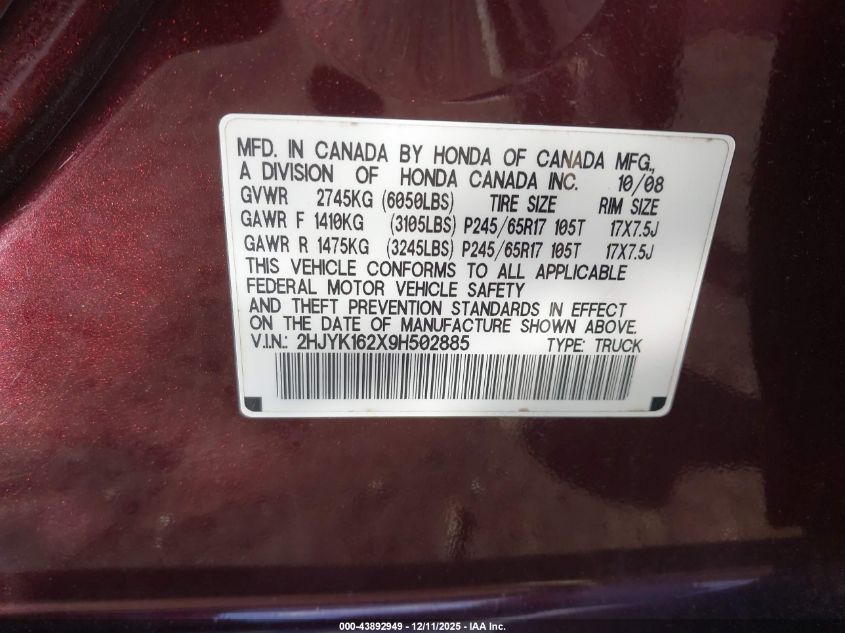 MFD. IN CANADA BY HONDA OF CANADA MFG.,
A DIVISION OF HONDA CANADA INC. 10/08
GVWR 2745KG (6050LBS) TIRE SIZE RIM SIZE
GAWR F 1410KG (3105LBS) P245/65R17 105T 17X7.5J
GAWR R 1475KG (3245LBS) P245/65R17 105T 17X7.5J
THIS VEHICLE CONFORMS TO ALL APPLICABLE
FEDERAL MOTOR VEHICLE SAFETY
AND THEFT PREVENTION STANDARDS IN EFFECT
ON THE DATE OF MANUFACTURE SHOWN ABOVE.
V.I.N.: 2HJYK162X9H502885 TYPE: TRUCK
000-43892949 - 12/11/2025 - IAA Inc.